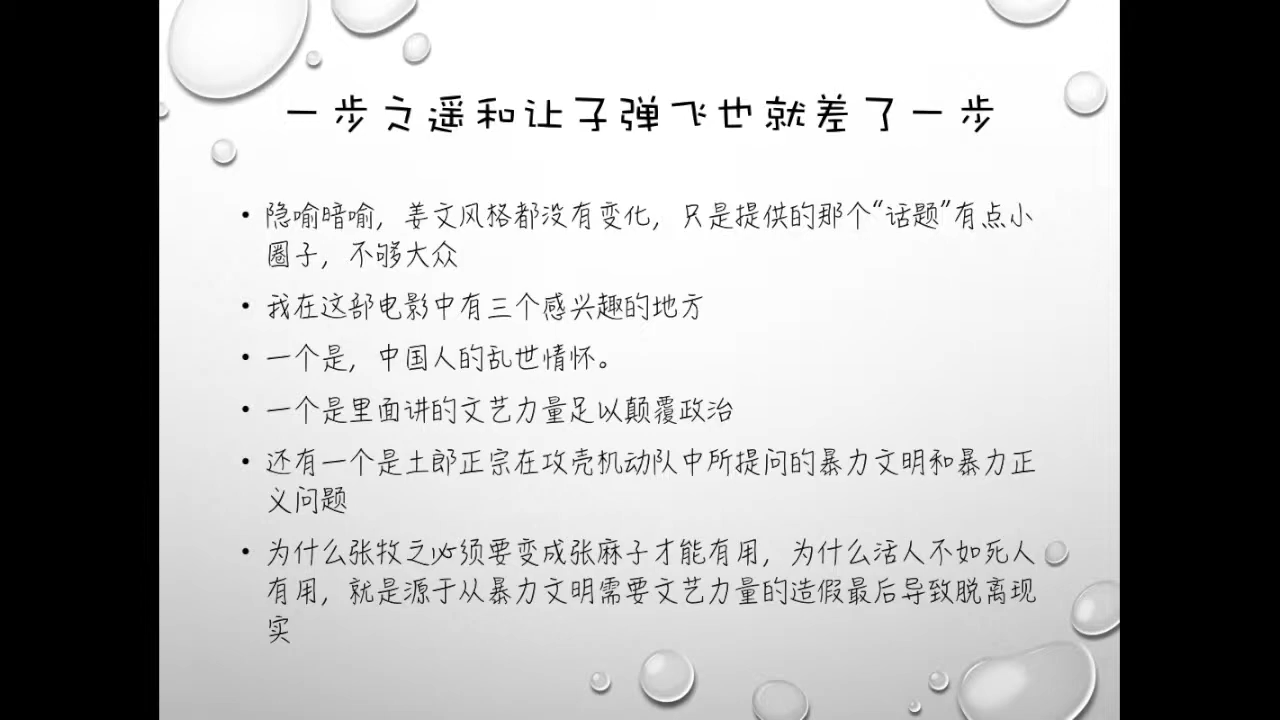 一步之遥和让子弹飞也就差了一步
• 隐喻暗喻，姜文风格都没有变化，只是提供的那个“话题”有点小
圈子，不够大众
• 我在这部电影中有三个感兴趣的地方
• 一个是，中国人的乱世情怀。
• 一个是里面讲的文艺力量足以颠覆政治
• 还有一个是土郎正宗在攻壳机动队中所提问的暴力文明和暴力正
义问题
• 为什么张牧之必须要变成张麻子才能有用，为什么活人不如死人
有用，就是源于从暴力文明需要文艺力量的造假最后导致脱离现
实